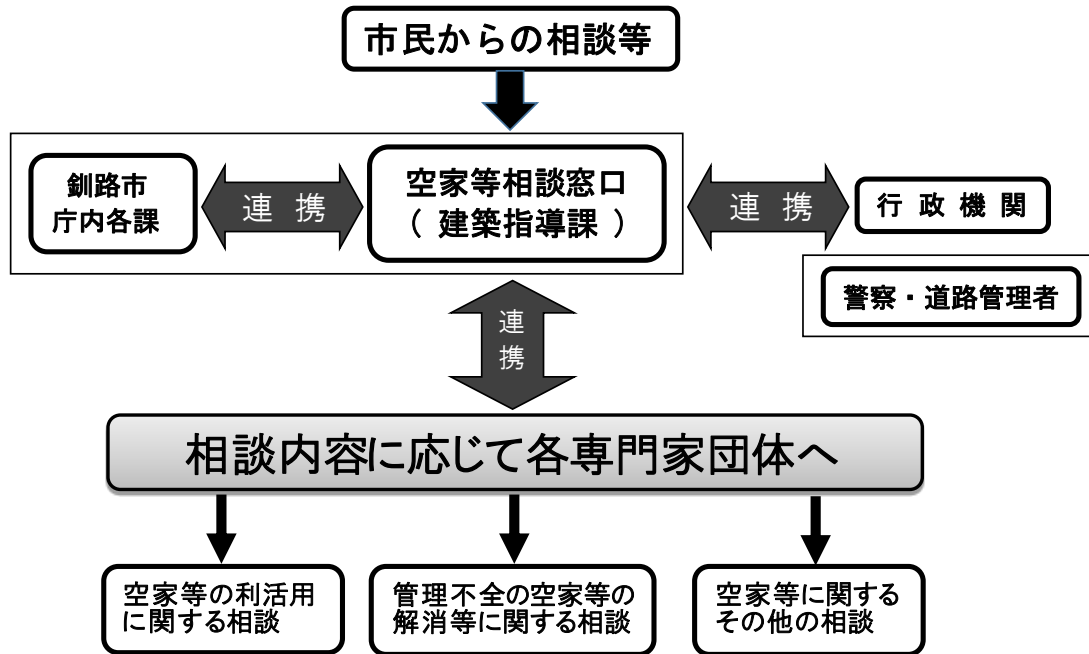 市民からの相談等
釧路市
庁内各課
連 携
空家等相談窓口
( 建築指導課 )
連 携
行 政 機 関
警察・道路管理者
連
携
相談内容に応じて各専門家団体へ
空家等の利活用
に関する相談
管理不全の空家等の
解消等に関する相談
空家等に関する
その他の相談